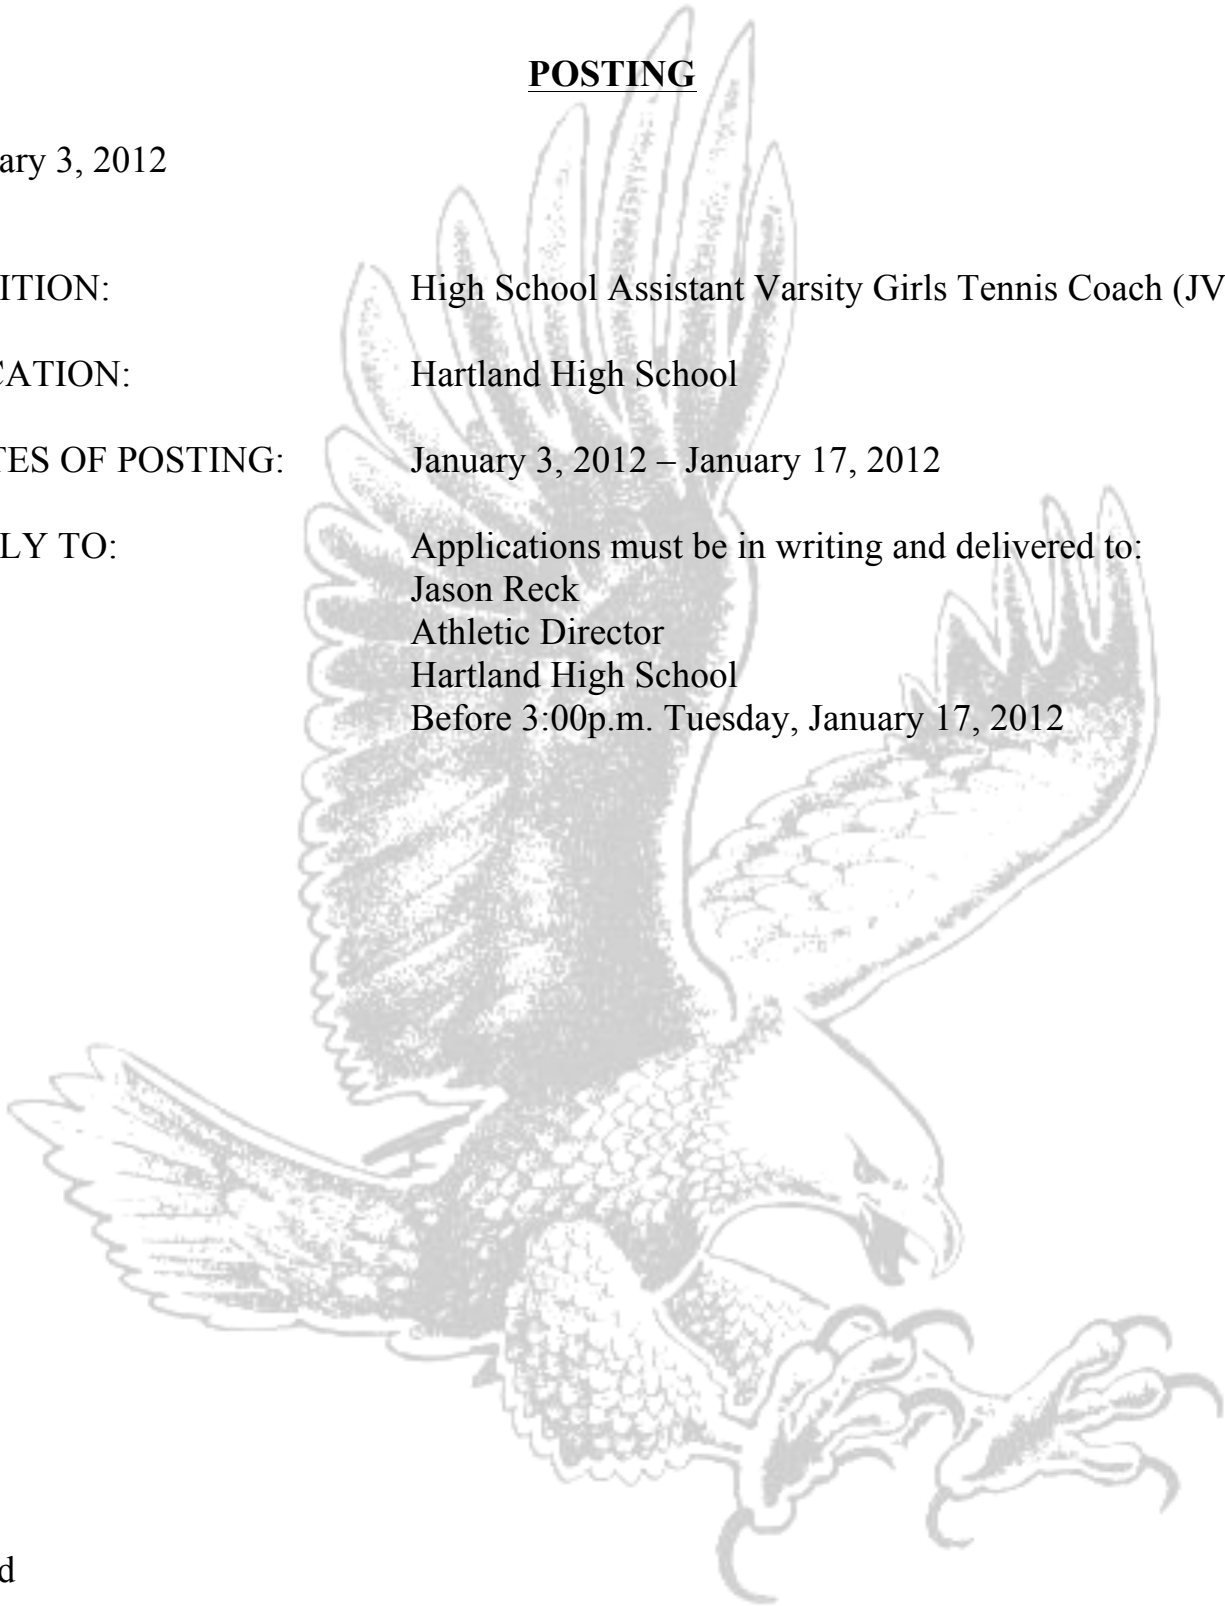 POSTING
ary 3, 2012
ITION: High School Assistant Varsity Girls Tennis Coach (JV
CATION: Hartland High School
TES OF POSTING: January 3, 2012 – January 17, 2012
LY TO: Applications must be in writing and delivered to:
Jason Reck
Athletic Director
Hartland High School
Before 3:00p.m. Tuesday, January 17, 2012
d